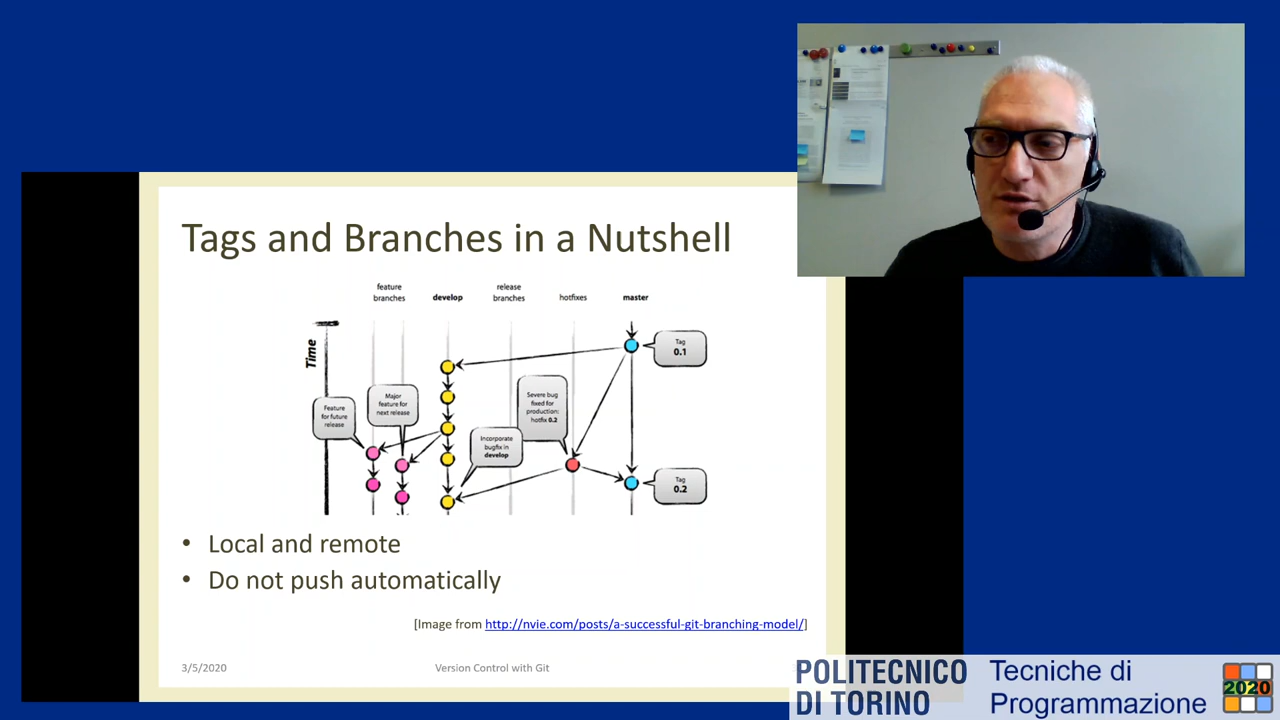 Tags and Branches in a Nutshell
feature
branches
develop
release
branches
hotfixes
master
Time
Tag
0.1
Feature
for future
release
Major
feature for
next release
Severe bug
fixed for
production:
hotfix 0.2
Incorporate
bugfix in
develop
Tag
0.2
• Local and remote
• Do not push automatically
[Image from http://nvie.com/posts/a-successful-git-branching-model/]
3/5/2020
Version Control with Git
POLITECNICO
DI TORINO
Tecniche di
Programmazione
2020